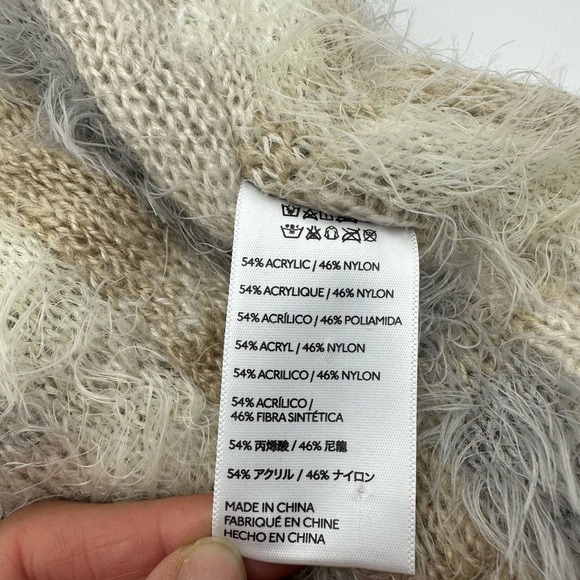 54% ACRYLIC / 46% NYLON
54% ACRYLIQUE / 46% NYLON
54% ACRÍLICO / 46% POLIAMIDA
54% ACRYL / 46% NYLON
54% ACRILICO / 46% NYLON
54% ACRÍLICO /
46% FIBRA SINTÉTICA
54% 丙烯酸 / 46% 尼龍
54% アクリル / 46% ナイロン
MADE IN CHINA
FABRIQUÉ EN CHINE
HECHO EN CHINA